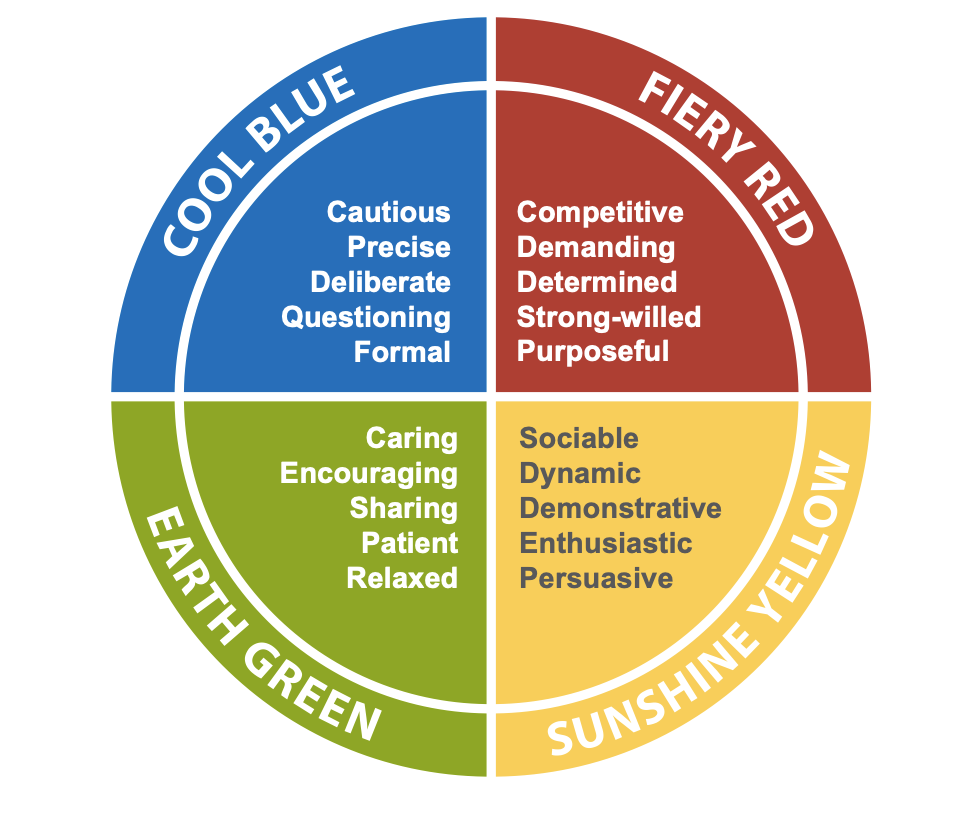 COOL BLUE
Cautious
Precise
Deliberate
Questioning
Formal
FIERY RED
Competitive
Demanding
Determined
Strong-willed
Purposeful
EARTH GREEN
Caring
Encouraging
Sharing
Patient
Relaxed
SUNSHINE YELLOW
Sociable
Dynamic
Demonstrative
Enthusiastic
Persuasive